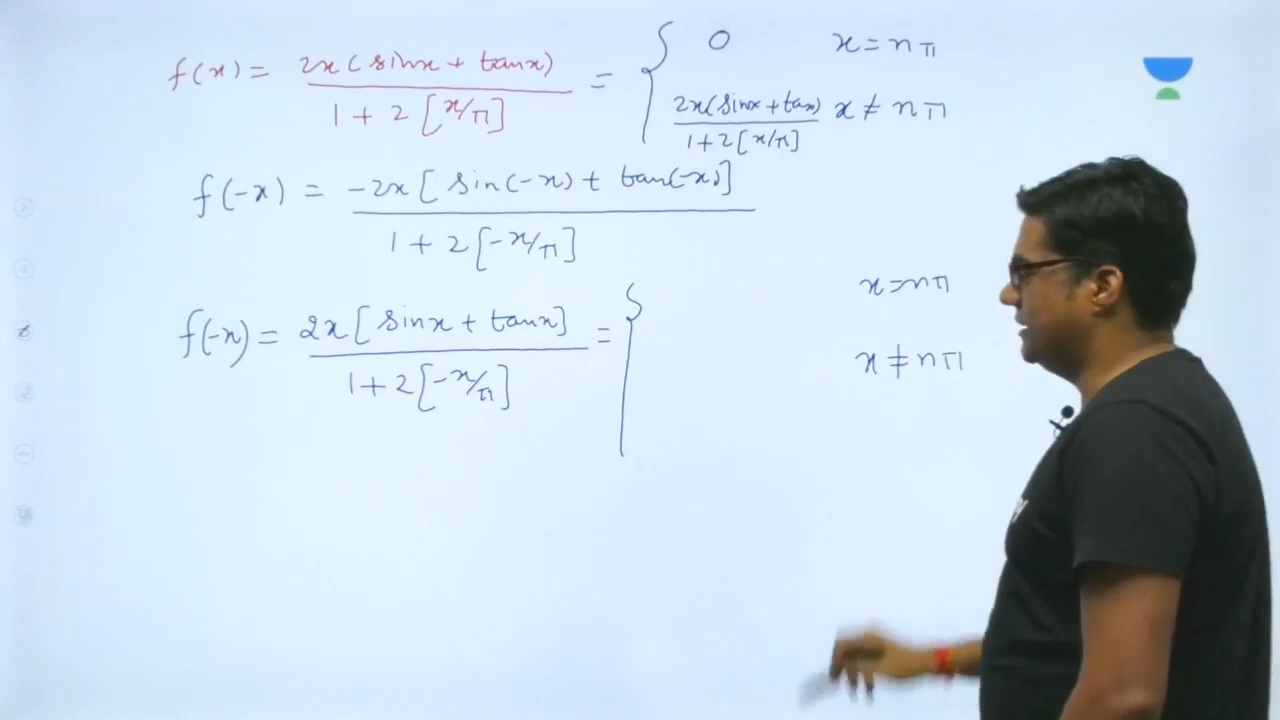 f(x) = 2x(sinx + tanx) / 1 + 2[x/π] = { 0 x = nπ
2x(sinx + tanx) / 1+2[x/π] x ≠ nπ
f(-x) = -2x[sin(-x) + tan(-x)] / 1 + 2[-x/π]
f(-x) = 2x[sinx + tanx] / 1 + 2[-x/π] = { x = nπ
x ≠ nπ